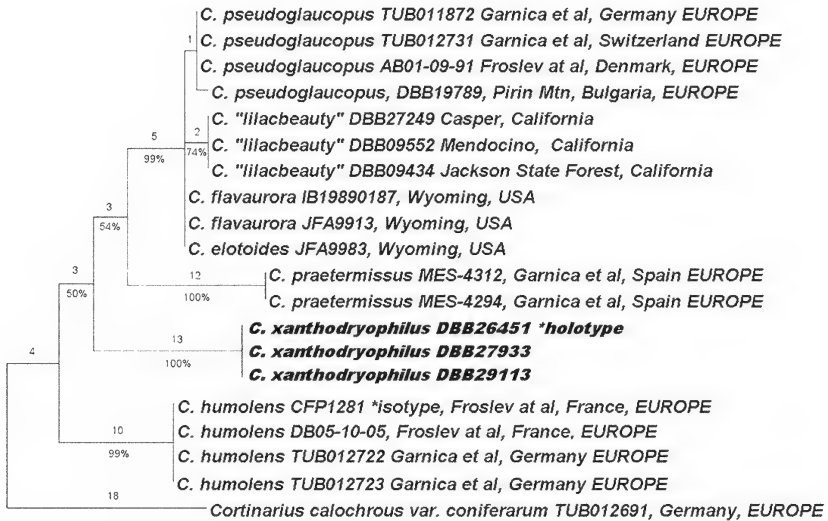 C. pseudoglaucopus TUB011872 Garnica et al, Germany EUROPE
1
C. pseudoglaucopus TUB012731 Garnica et al, Switzerland EUROPE
C. pseudoglaucopus AB01-09-91 Froslev at al, Denmark, EUROPE
C. pseudoglaucopus, DBB19789, Pirin Mtn, Bulgaria, EUROPE
C. "lilacbeauty" DBB27249 Casper, California
5
2
C. "lilacbeauty" DBB09552 Mendocino, California
99%
74%
C. "lilacbeauty" DBB09434 Jackson State Forest, California
C. flavaurora IB19890187, Wyoming, USA
3
54%
C. flavaurora JFA9913, Wyoming, USA
C. elotoides JFA9983, Wyoming, USA
3
12
C. praetermissus MES-4312, Garnica et al, Spain EUROPE
50%
100%
C. praetermissus MES-4294, Garnica et al, Spain EUROPE
C. xanthodryophilus DBB26451 *holotype
13
C. xanthodryophilus DBB27933
4
100%
C. xanthodryophilus DBB29113
C. humolens CFP1281 *isotype, Froslev at al, France, EUROPE
10
C. humolens DB05-10-05, Froslev at al, France, EUROPE
99%
C. humolens TUB012722 Garnica et al, Germany EUROPE
C. humolens TUB012723 Garnica et al, Germany EUROPE
18
Cortinarius calochrous var. coniferarum TUB012691, Germany, EUROPE